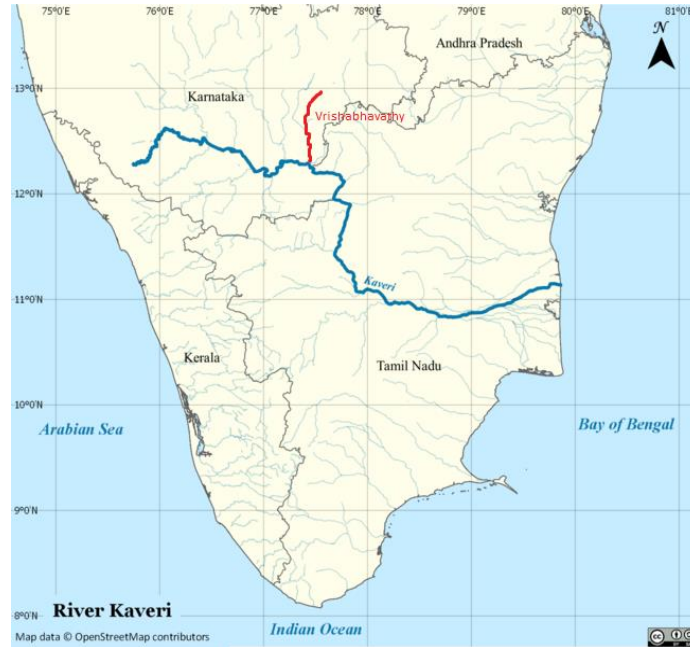 75°0'E 76°0'E 77°0'E 78°0'E 79°0'E 80°0'E 81°0'E
N
Andhra Pradesh
13°0'N
Karnataka
Vrishabhavathy
12°0'N
Kaveri
11°0'N
Kerala
Tamil Nadu
10°0'N
Arabian Sea
Bay of Bengal
9°0'N
River Kaveri
8°0'N
Indian Ocean
Map data © OpenStreetMap contributors